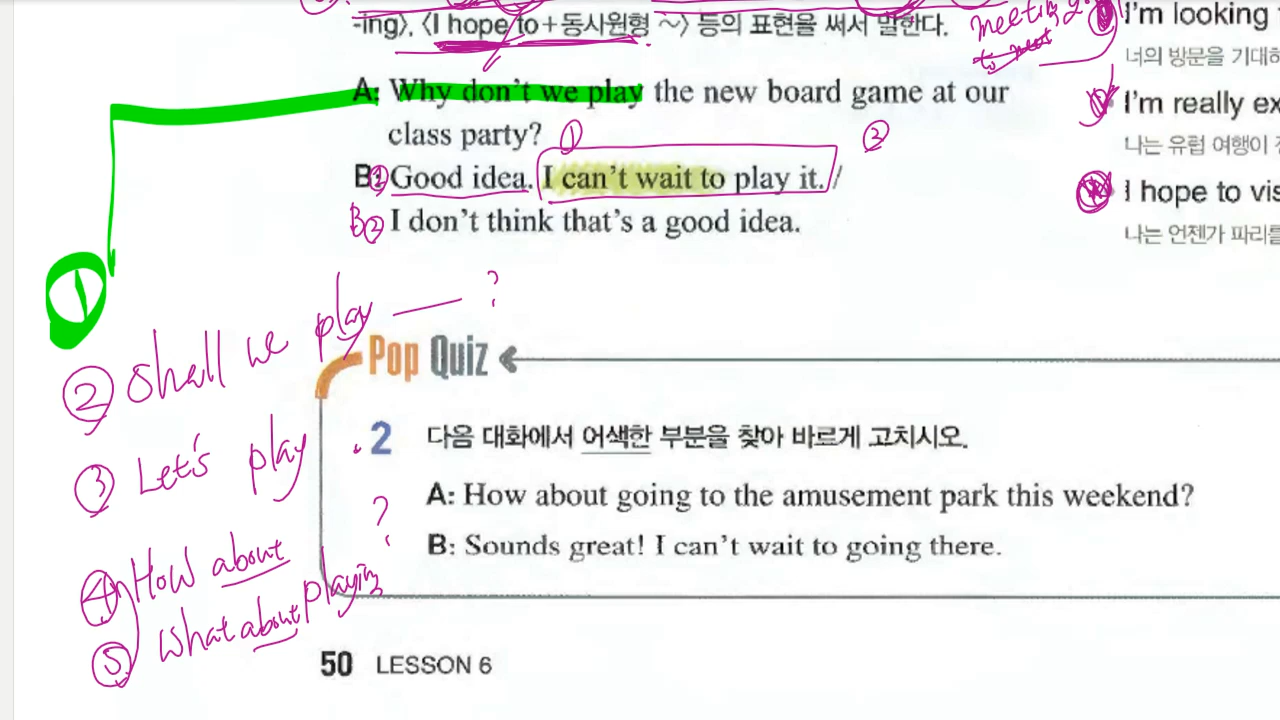 -ing>, <I hope to+동사원형 ~> 등의 표현을 써서 말한다.
meeting
to meet
A: Why don't we play the new board game at our
class party? ① ②
B:① Good idea. I can't wait to play it. /
B② I don't think that's a good idea.
I'm looking
너의 방문을 기대하
I'm really ex
나는 유럽 여행이
I hope to vis
나는 언젠가 파리를
①
② Shall we play — ?
③ Let's play .
④ How about ?
⑤ What about playing
Pop Quiz
2 다음 대화에서 어색한 부분을 찾아 바르게 고치시오.
A: How about going to the amusement park this weekend?
B: Sounds great! I can't wait to going there.
50 LESSON 6